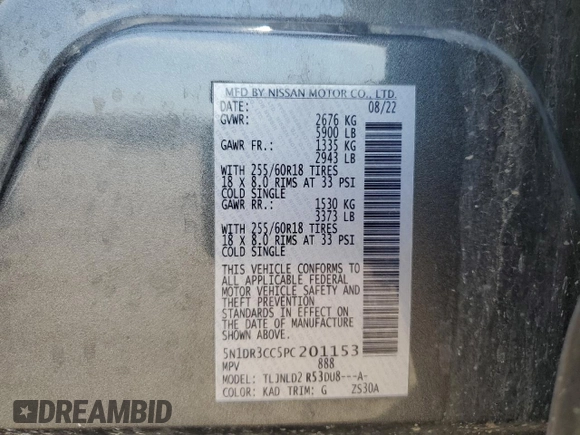 MFD BY NISSAN MOTOR CO., LTD.
DATE: 08/22
GVWR: 2676 KG
5900 LB
GAWR FR.: 1335 KG
2943 LB
WITH 255/60R18 TIRES
18 X 8.0 RIMS AT 33 PSI
COLD SINGLE
GAWR RR.: 1530 KG
3373 LB
WITH 255/60R18 TIRES
18 X 8.0 RIMS AT 33 PSI
COLD SINGLE
THIS VEHICLE CONFORMS TO
ALL APPLICABLE FEDERAL
MOTOR VEHICLE SAFETY AND
THEFT PREVENTION
STANDARDS IN EFFECT ON
THE DATE OF MANUFACTURE
SHOWN ABOVE.
5N1DR3CC5PC201153
MPV 888
MODEL: TLJNLD2 R53DU8---A-
COLOR: KAD TRIM: G 2S30A
DREAMBID